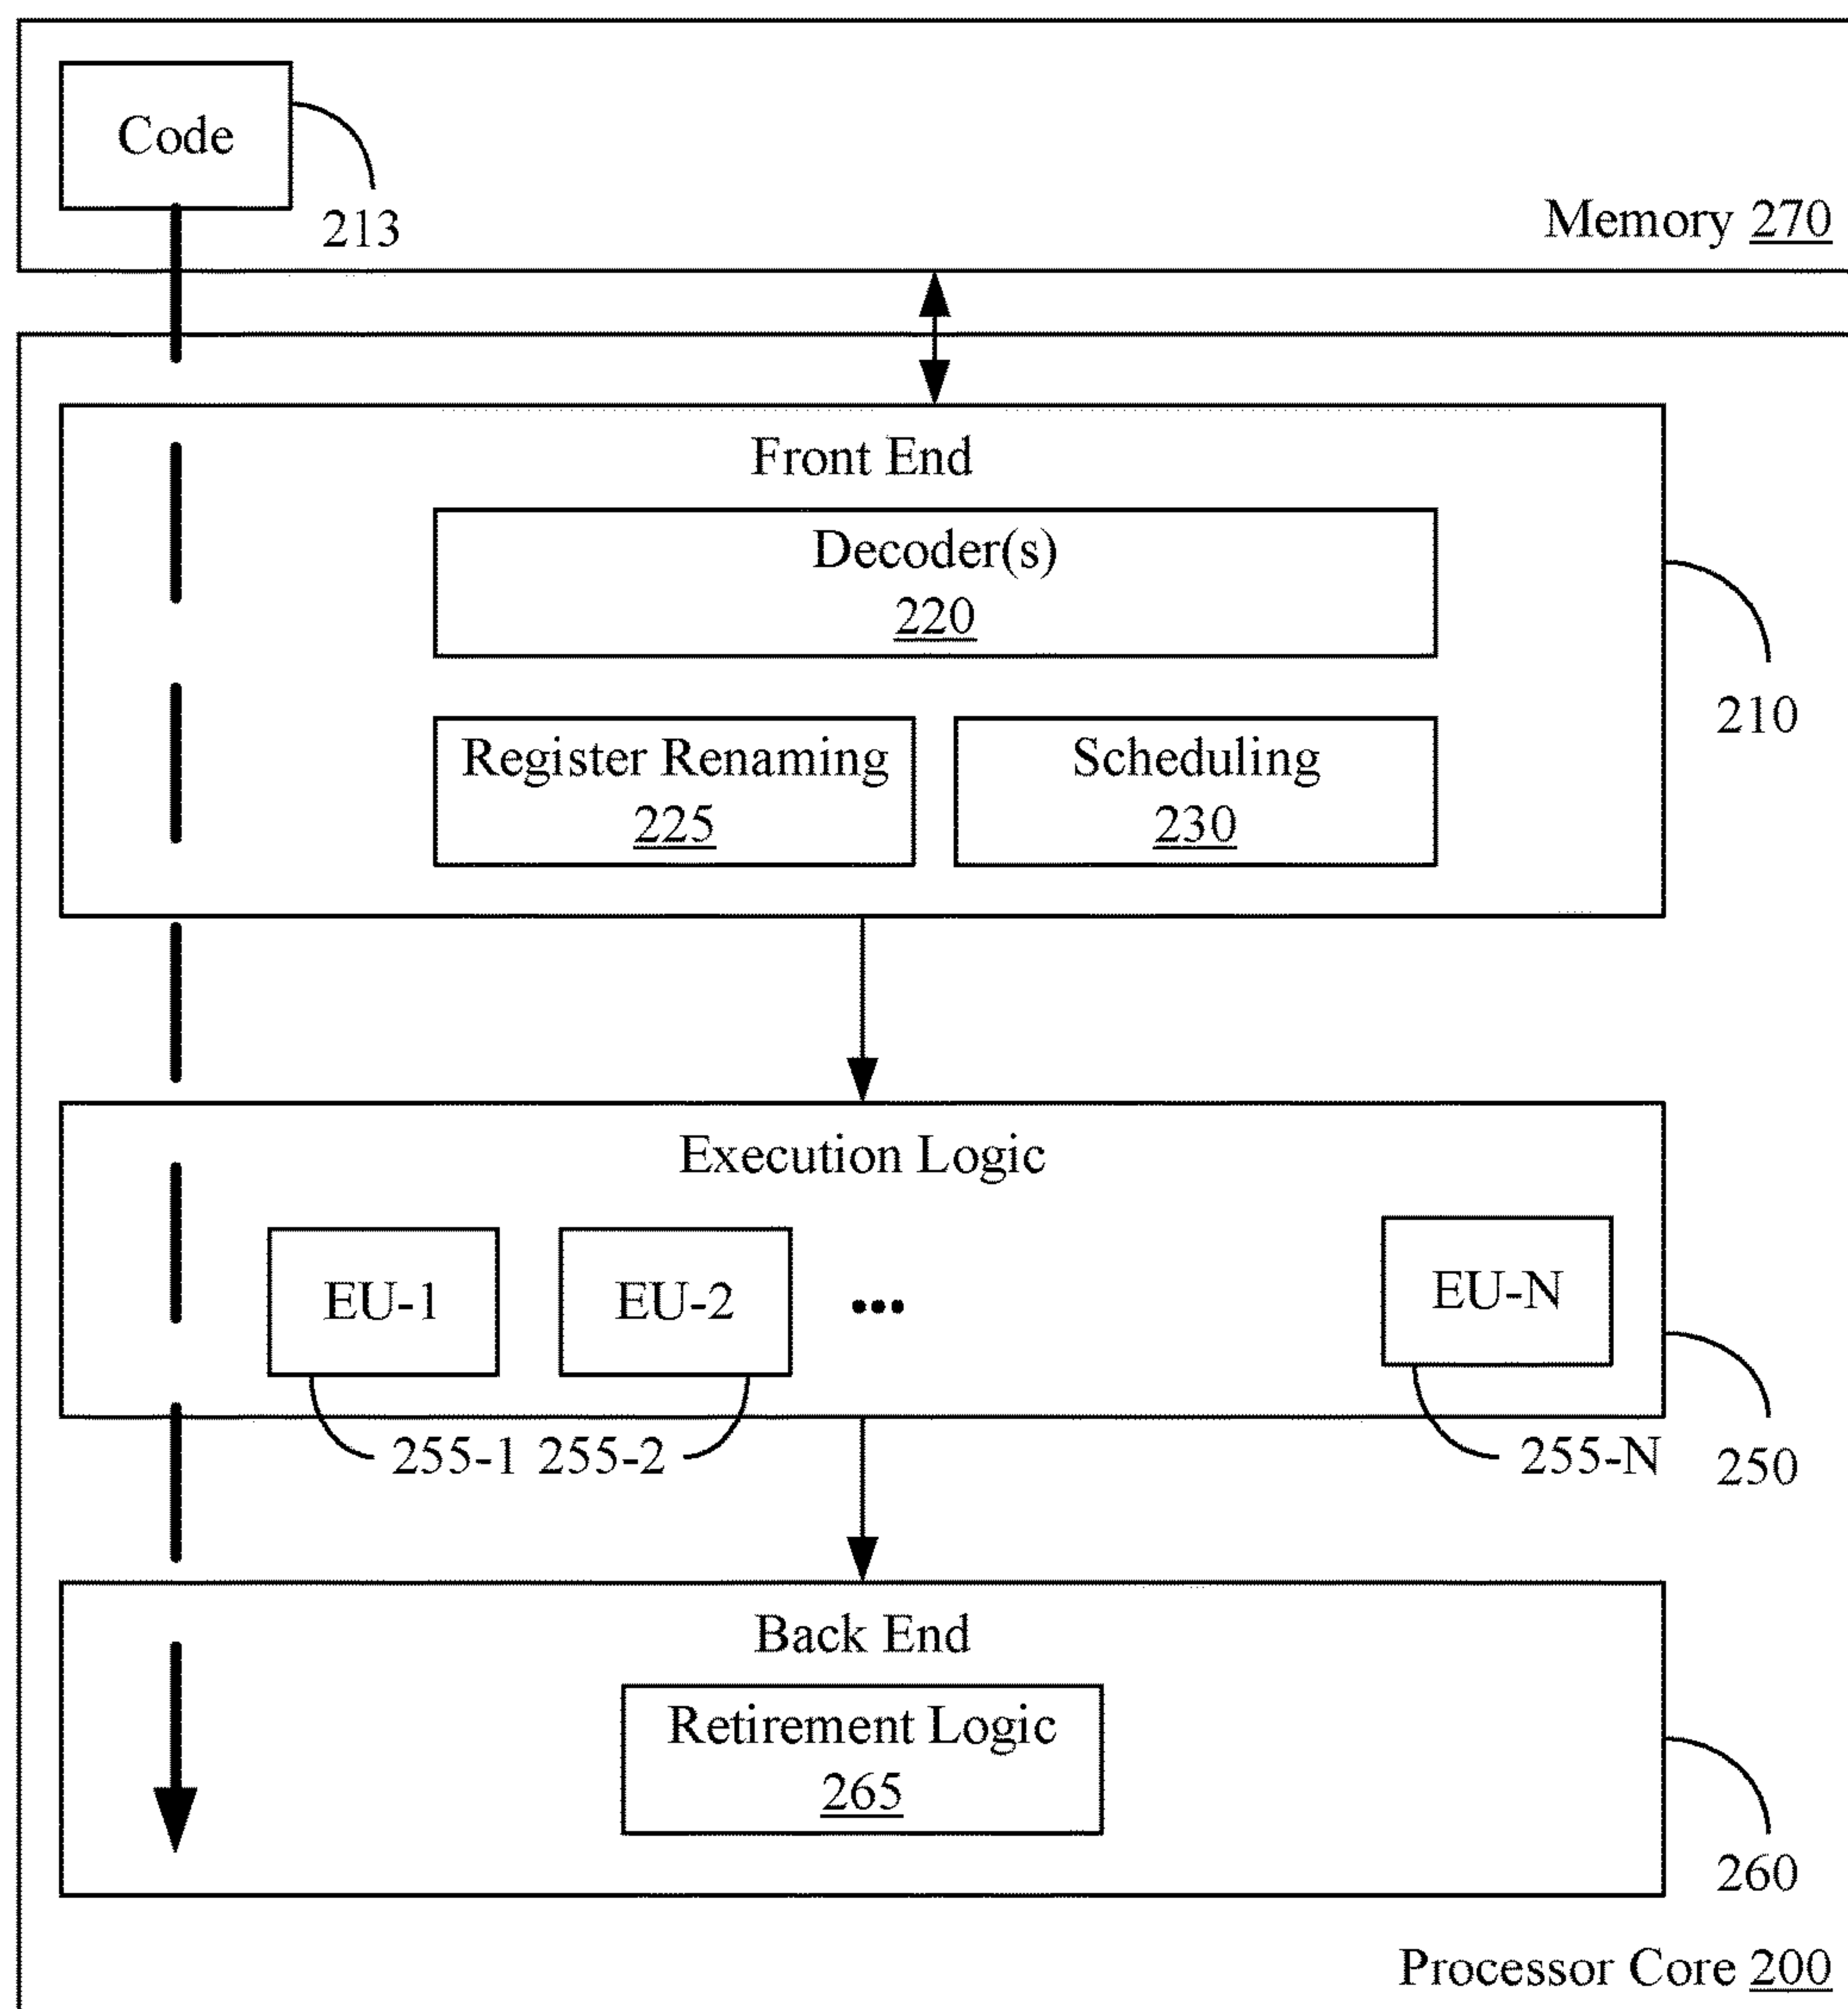 Code
213
Memory 270
Front End
Decoder(s)
220
210
Register Renaming
225
Scheduling
230
Execution Logic
EU-1
EU-2
...
EU-N
255-1 255-2
255-N
250
Back End
Retirement Logic
265
260
Processor Core 200